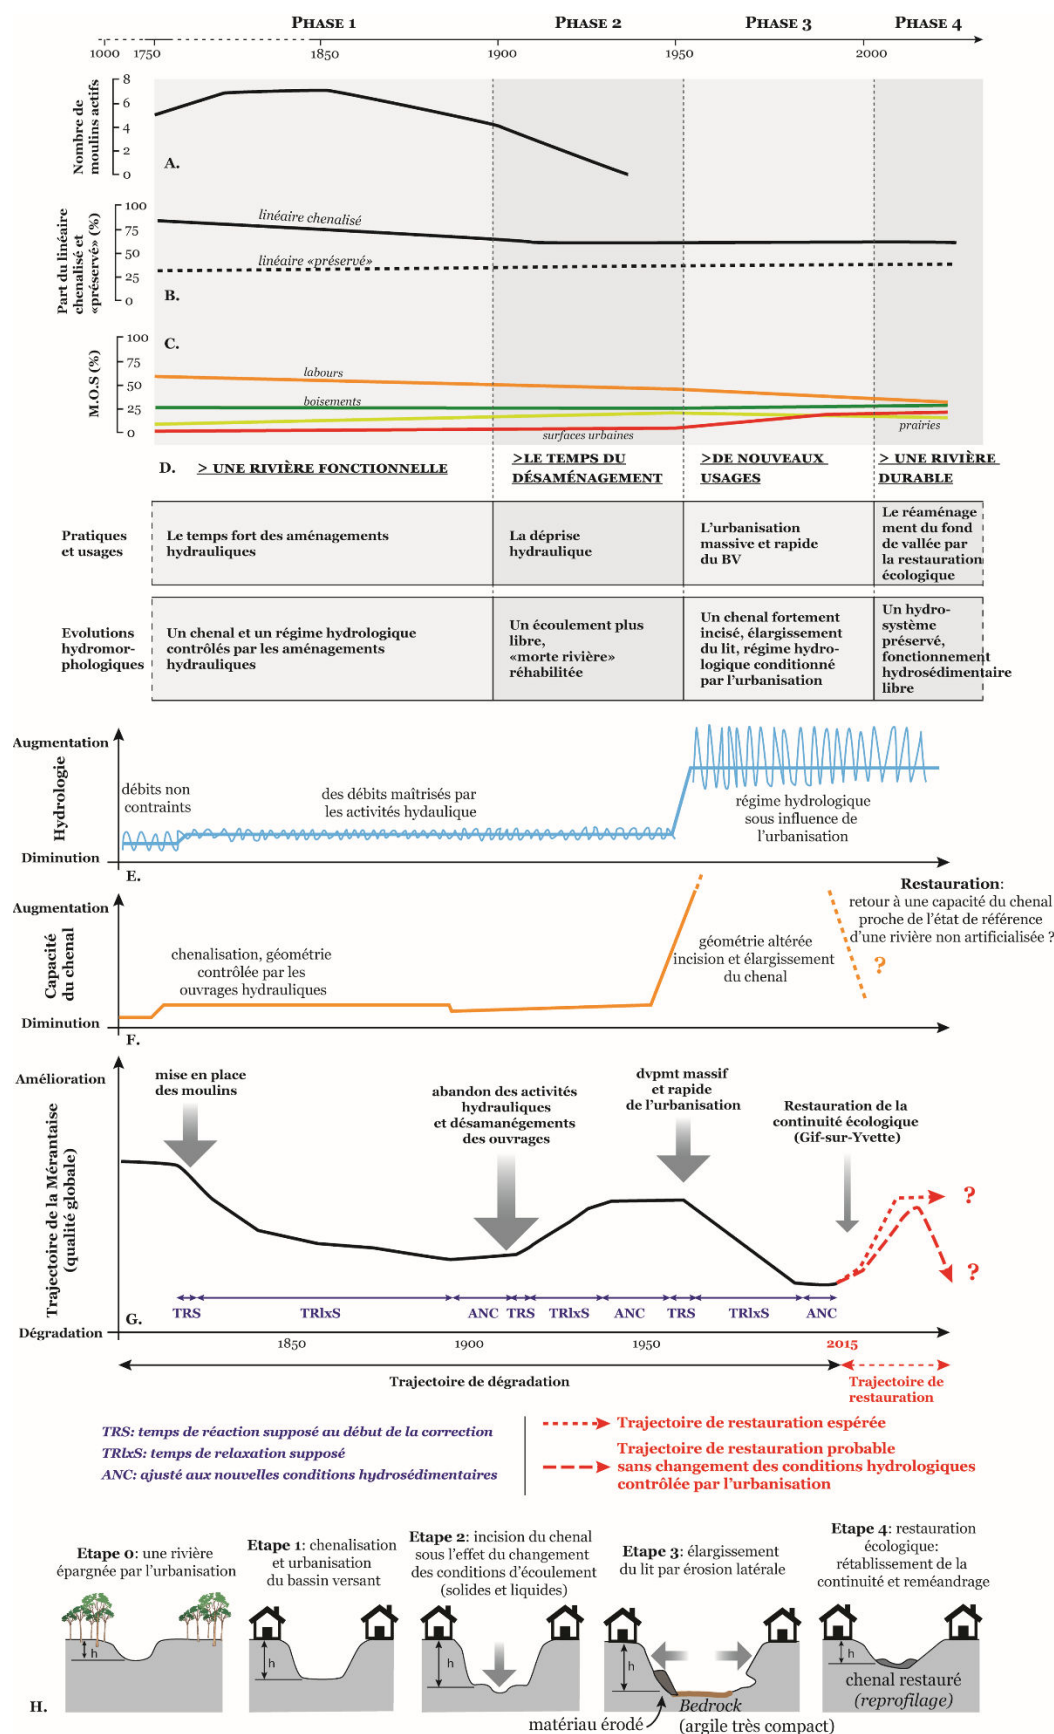 PHASE 1 PHASE 2 PHASE 3 PHASE 4
1000 1750 1850 1900 1950 2000
Nombre de
moulins actifs
8
6
4
2
0
A.
Part du linéaire
chenalisé et
«préservé» (%)
100
75
50
25
0
linéaire chenalisé
linéaire «préservé»
B.
M.O.S (%)
100
75
50
25
0
C.
labours
boisements
surfaces urbaines
prairies
D.
> UNE RIVIÈRE FONCTIONNELLE
>LE TEMPS DU
DÉSAMÉNAGEMENT
>DE NOUVEAUX
USAGES
> UNE RIVIÈRE
DURABLE
Pratiques
et usages
Le temps fort des aménagements
hydrauliques
La déprise
hydraulique
L'urbanisation
massive et rapide
du BV
Le réaménage
ment du fond
de vallée par
la restauration
écologique
Evolutions
hydromor-
phologiques
Un chenal et un régime hydrologique
contrôlés par les aménagements
hydrauliques
Un écoulement plus
libre,
«morte rivière»
réhabilitée
Un chenal fortement
incisé, élargissement
du lit, régime hydro-
logique conditionné
par l'urbanisation
Un hydro-
système
préservé,
fonctionnement
hydrosédimentaire
libre
Augmentation
Hydrologie
Diminution
débits non
contraints
des débits maîtrisés par
les activités hydaulique
régime hydrologique
sous influence de
l'urbanisation
E.
Augmentation
Capacité
du chenal
Diminution
chenalisation, géométrie
contrôlée par les
ouvrages hydrauliques
géométrie altérée
incision et élargissement
du chenal
Restauration:
retour à une capacité du chenal
proche de l'état de référence
d'une rivière non artificialisée ?
?
F.
Amélioration
Trajectoire de la Mérantaise
(qualité globale)
Dégradation
mise en place
des moulins
abandon des activités
hydrauliques
et désamanégements
des ouvrages
dvpmt massif
et rapide
de l'urbanisation
Restauration de la
continuité écologique
(Gif-sur-Yvette)
?
?
G.
TRS TRlxS ANC TRS TRlxS ANC TRS TRlxS ANC
1850 1900 1950 2015
Trajectoire de dégradation
Trajectoire de
restauration
TRS: temps de réaction supposé au début de la correction
TRlxS: temps de relaxation supposé
ANC: ajusté aux nouvelles conditions hydrosédimentaires
Trajectoire de restauration espérée
Trajectoire de restauration probable
sans changement des conditions hydrologiques
contrôlée par l'urbanisation
Etape 0: une rivière
épargnée par l'urbanisation
h
Etape 1: chenalisation
et urbanisation
du bassin versant
h
Etape 2: incision du chenal
sous l'effet du changement
des conditions d'écoulement
(solides et liquides)
h
Etape 3: élargissement
du lit par érosion latérale
h
matériau érodé
Bedrock
(argile très compact)
Etape 4: restauration
écologique:
rétablissement de la
continuité et reméandrage
h
chenal restauré
(reprofilage)
H.